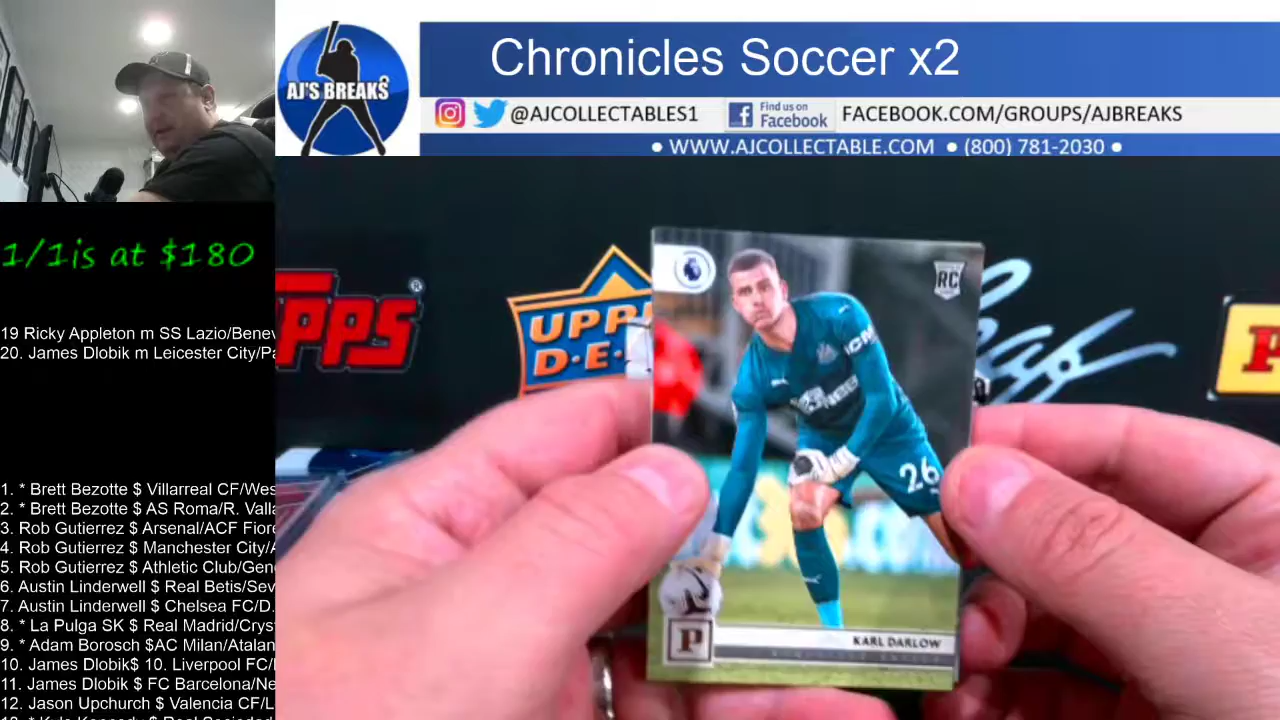 Chronicles Soccer x2
AJ'S BREAKS
@AJCOLLECTABLES1
Find us on Facebook
FACEBOOK.COM/GROUPS/AJBREAKS
• WWW.AJCOLLECTABLE.COM • (800) 781-2030 •
1/1is at $180
19 Ricky Appleton m SS Lazio/Benev
20. James Dlobik m Leicester City/Pa
1. * Brett Bezotte $ Villarreal CF/Wes
2. * Brett Bezotte $ AS Roma/R. Valla
3. Rob Gutierrez $ Arsenal/ACF Fiore
4. Rob Gutierrez $ Manchester City/A
5. Rob Gutierrez $ Athletic Club/Gen
6. Austin Linderwell $ Real Betis/Sev
7. Austin Linderwell $ Chelsea FC/D.
8. * La Pulga SK $ Real Madrid/Crys
9. * Adam Borosch $AC Milan/Atalan
10. James Dlobik$ 10. Liverpool FC/
11. James Dlobik $ FC Barcelona/Ne
12. Jason Upchurch $ Valencia CF/L
RC
26
P
KARL DARLOW